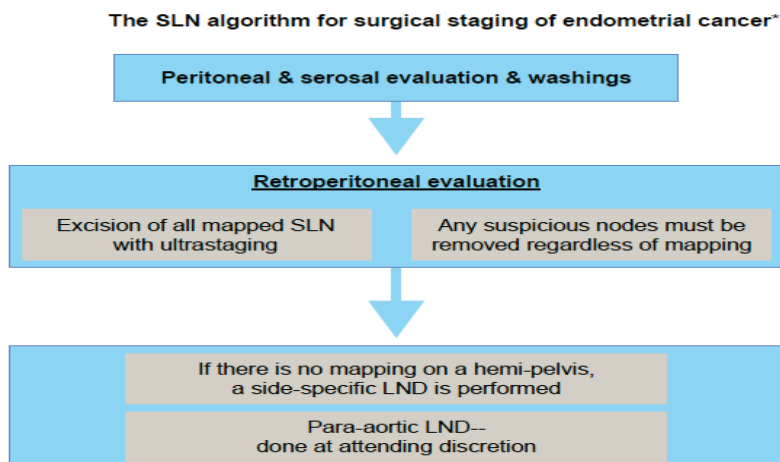 The SLN algorithm for surgical staging of endometrial cancer*
Peritoneal & serosal evaluation & washings
Retroperitoneal evaluation
Excision of all mapped SLN
with ultrastaging
Any suspicious nodes must be
removed regardless of mapping
If there is no mapping on a hemi-pelvis,
a side-specific LND is performed
Para-aortic LND--
done at attending discretion